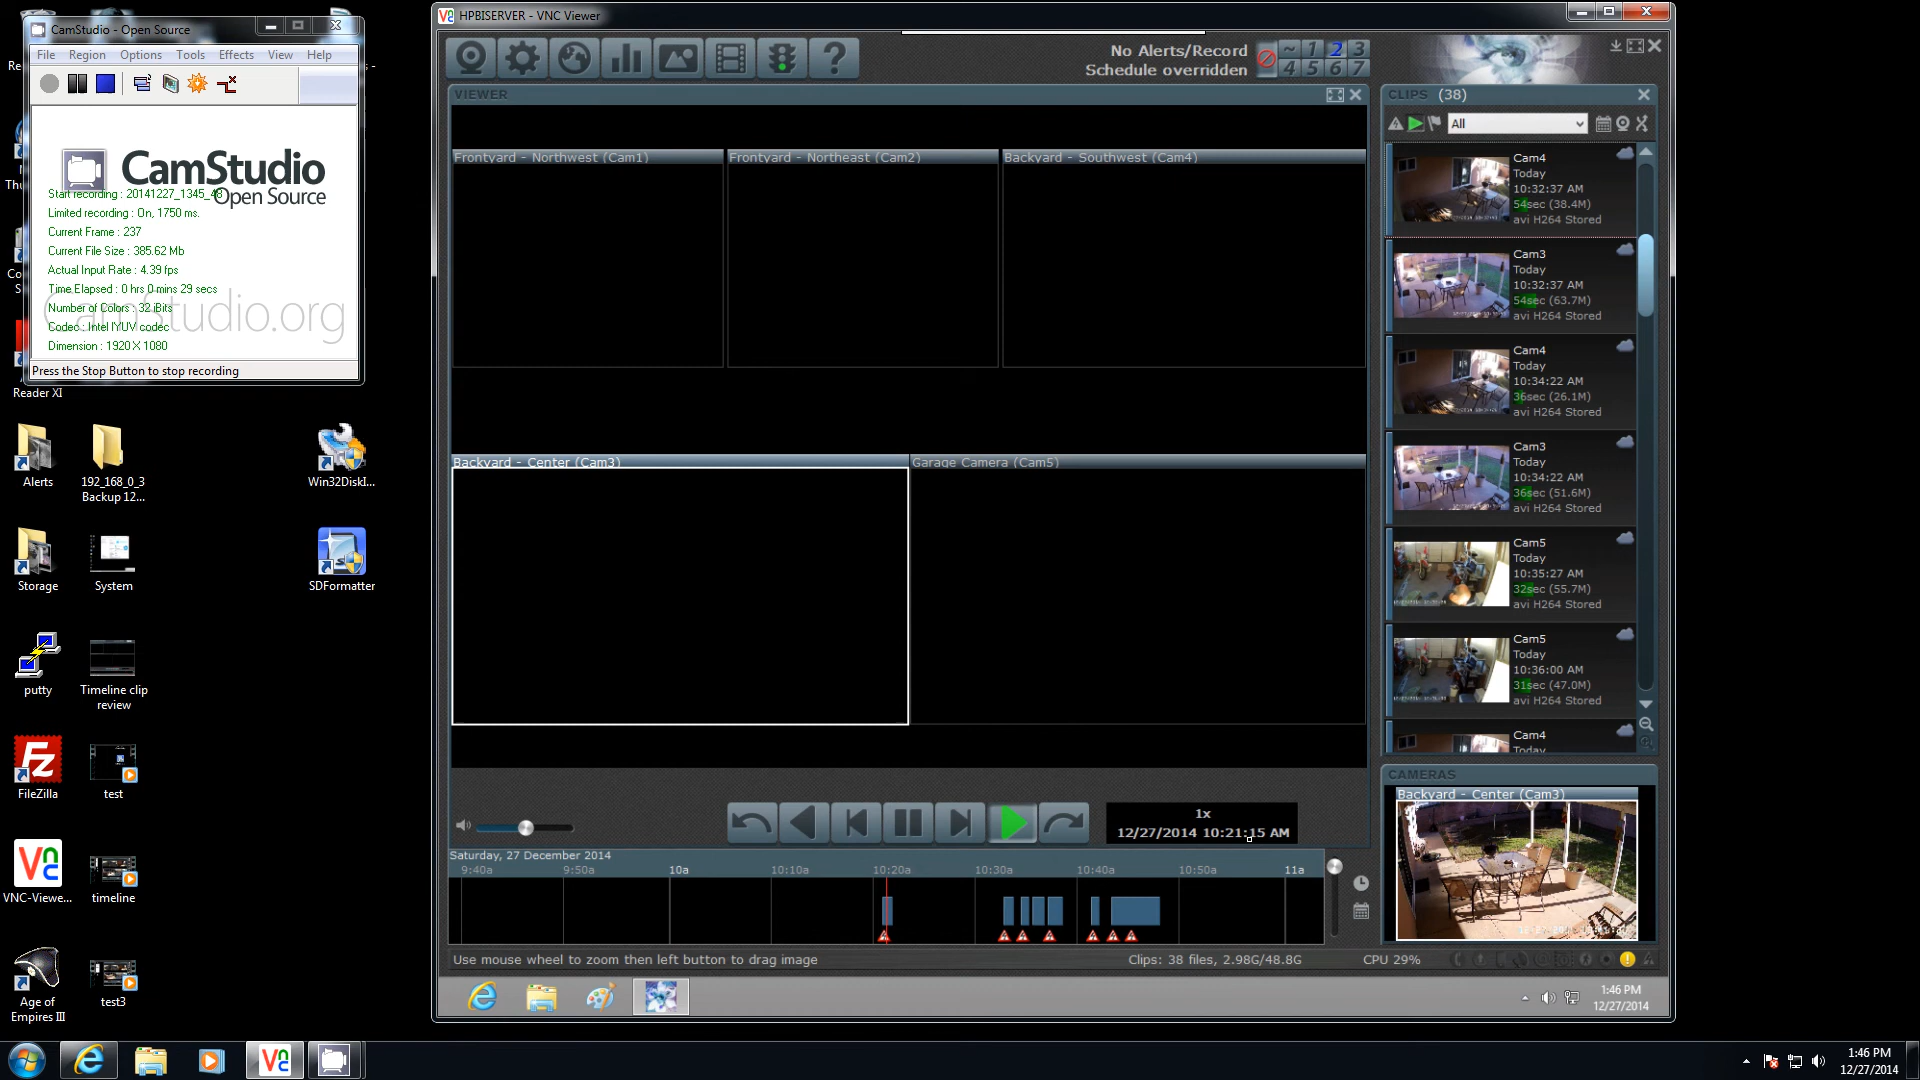 CamStudio - Open Source
File Region Options Tools Effects View Help
CamStudio
Open Source
CamStudio.org
Start recording : 20141227_1345_48
Limited recording : On, 1750 ms.
Current Frame : 237
Current File Size : 385.62 Mb
Actual Input Rate : 4.39 fps
Time Elapsed : 0 hrs 0 mins 29 secs
Number of Colors : 32 iBits
Codec : Intel IYUV codec
Dimension : 1920 X 1080
Press the Stop Button to stop recording
Reader XI
Alerts
192_168_0_3
Backup 12...
Win32DiskI...
Storage
System
SDFormatter
putty
Timeline clip
review
FileZilla
test
VNC-Viewe...
timeline
Age of
Empires III
test3
HPBISERVER - VNC Viewer
No Alerts/Record
Schedule overridden
~ 1 2 3
4 5 6 7
VIEWER
Frontyard - Northwest (Cam1)
Frontyard - Northeast (Cam2)
Backyard - Southwest (Cam4)
Backyard - Center (Cam3)
Garage Camera (Cam5)
1x
12/27/2014 10:21:15 AM
Saturday, 27 December 2014
9:40a 9:50a 10a 10:10a 10:20a 10:30a 10:40a 10:50a 11a
Use mouse wheel to zoom then left button to drag image
Clips: 38 files, 2.98G/48.8G
CPU 29%
CLIPS (38)
All
Cam4
Today
10:32:37 AM
54sec (38.4M)
avi H264 Stored
Cam3
Today
10:32:37 AM
54sec (63.7M)
avi H264 Stored
Cam4
Today
10:34:22 AM
36sec (26.1M)
avi H264 Stored
Cam3
Today
10:34:22 AM
36sec (51.6M)
avi H264 Stored
Cam5
Today
10:35:27 AM
32sec (55.7M)
avi H264 Stored
Cam5
Today
10:36:00 AM
31sec (47.0M)
avi H264 Stored
Cam4
Today
CAMERAS
Backyard - Center (Cam3)
1:46 PM
12/27/2014
1:46 PM
12/27/2014